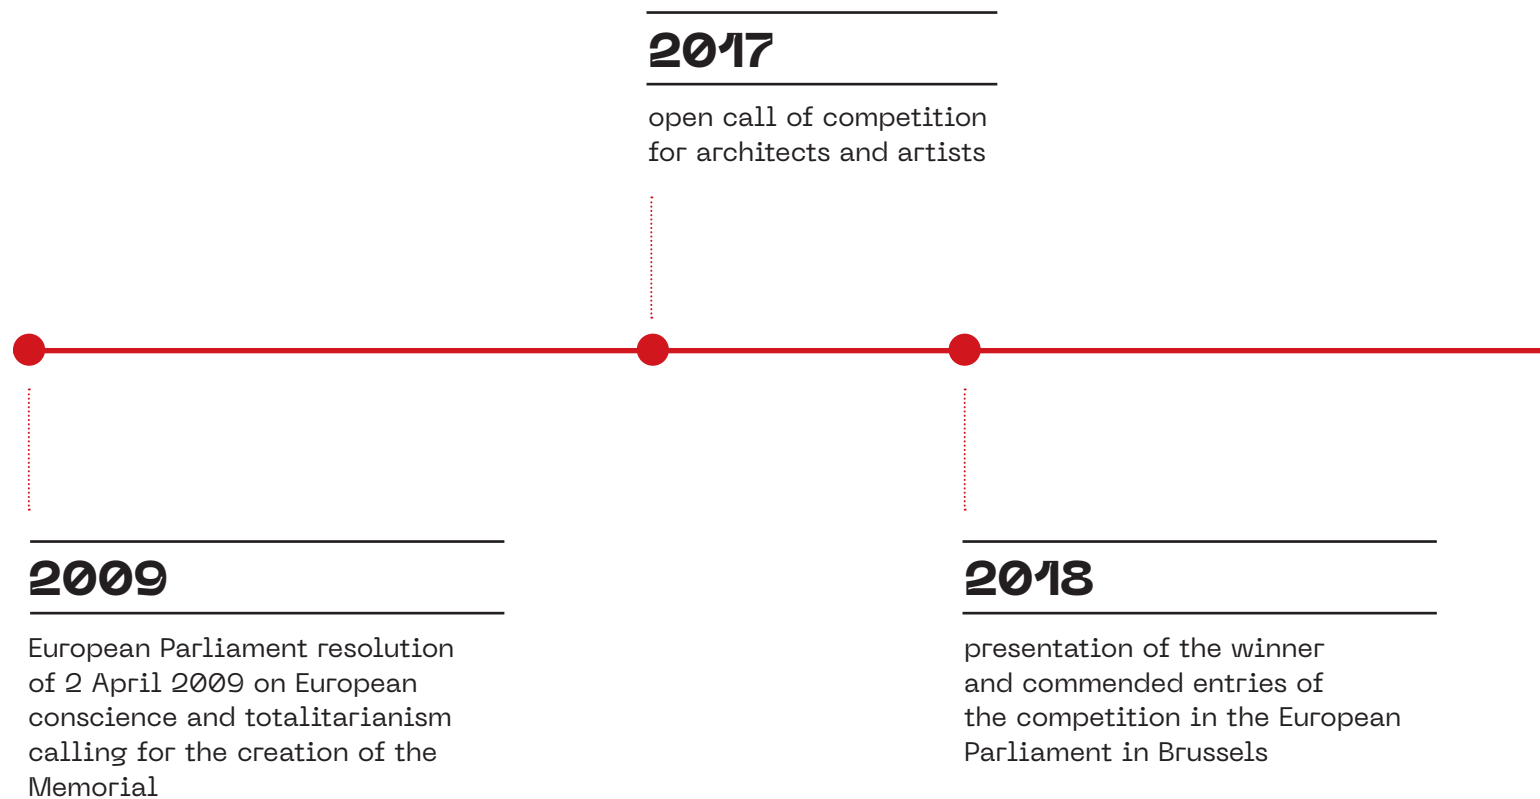 2017
open call of competition
for architects and artists
2009
European Parliament resolution
of 2 April 2009 on European
conscience and totalitarianism
calling for the creation of the
Memorial
2018
presentation of the winner
and commended entries of
the competition in the European
Parliament in Brussels